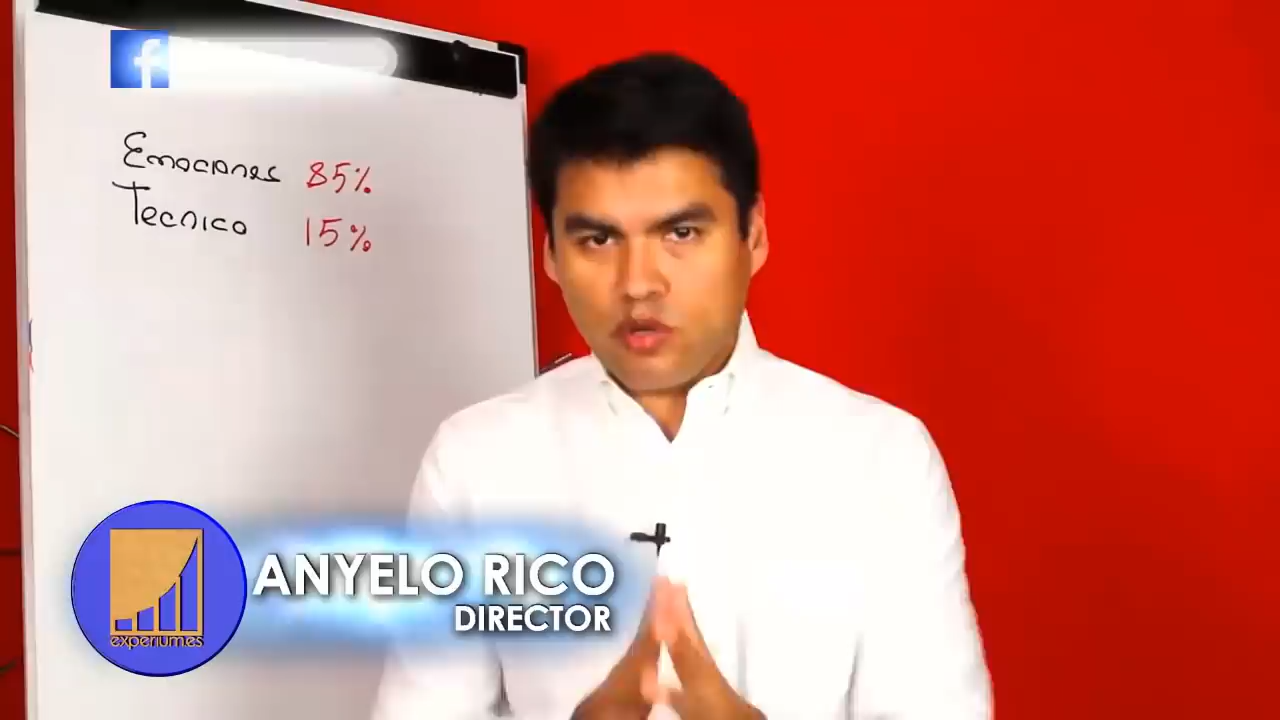 f
Emociones 85%
Tecnico 15%
ANYELO RICO
DIRECTOR
experiumes